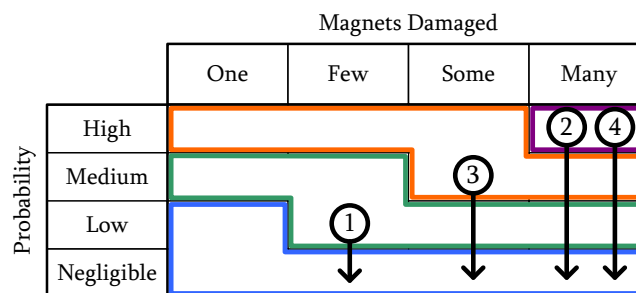 Magnets Damaged
One Few Some Many
Probability
High 2 4
Medium 3
Low 1
Negligible